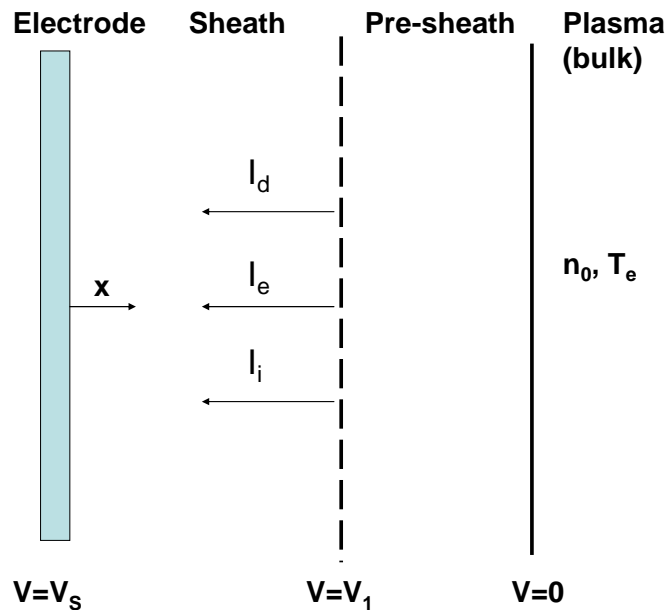 Electrode Sheath Pre-sheath Plasma
(bulk)
I_d
I_e
I_i
x
n_0, T_e
V=V_S V=V_1 V=0